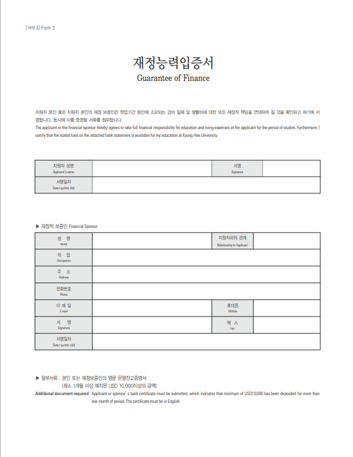 [서식 3] Form 3
재정능력입증서
Guarantee of Finance
지원자 본인 혹은 지원자 본인의 재정 보증인은 학업기간 동안에 소요되는 경비 일체 및 생활비에 대한 모든 재정적 책임을 연대하여 질 것을 확인하고 여기에 서
명합니다. 동시에 이를 증명할 서류를 첨부합니다.
The applicant or the financial sponsor hereby agrees to take full responsibility for education and living expenses of the applicant for the period of studies. Furthermore, I
certify that the stated fund on the attached bank statement is available for my education at Kyung Hee University.
지원자 성명 서명
Applicant's name Signature
서명일자
Date (yy/mm/dd)
▶ 재정적 보증인 Financial Sponsor
성 명 지원자와의 관계
name Relationship to Applicant
직 업
Occupation
주 소
Address
전화번호
Phone
이 메 일 휴대폰
E-mail Mobile
서 명 팩 스
Signature Fax
서명일자
Date (yy/mm/dd)
▶ 첨부서류 : 본인 또는 재정보증인의 영문 은행잔고증명서
(최소 1개월 이상 예치된 USD 10,000이상의 금액)
Additional document required Applicant or sponsor's bank certificate must be submitted, which indicates that minimum of USD10,000 has been deposited for more than
one month of period. The certificate must be in English.